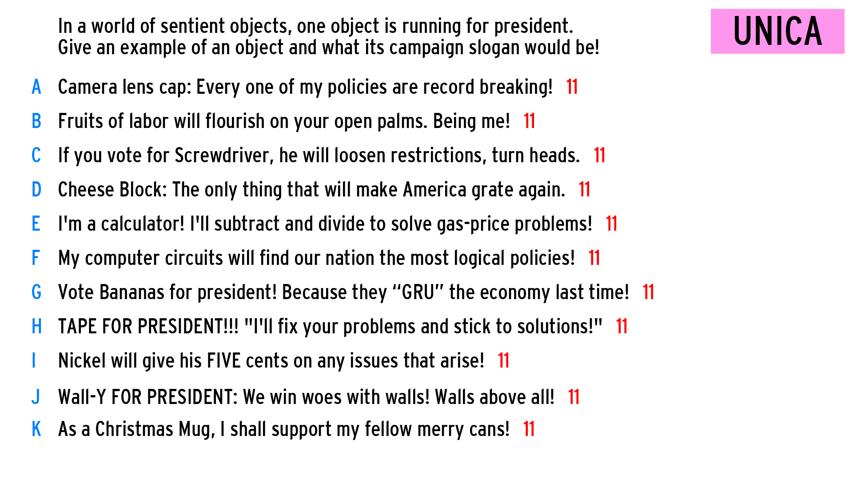 In a world of sentient objects, one object is running for president.
Give an example of an object and what its campaign slogan would be!
UNICA
A Camera lens cap: Every one of my policies are record breaking! 11
B Fruits of labor will flourish on your open palms. Being me! 11
C If you vote for Screwdriver, he will loosen restrictions, turn heads. 11
D Cheese Block: The only thing that will make America grate again. 11
E I'm a calculator! I'll subtract and divide to solve gas-price problems! 11
F My computer circuits will find our nation the most logical policies! 11
G Vote Bananas for president! Because they “GRU” the economy last time! 11
H TAPE FOR PRESIDENT!!! "I'll fix your problems and stick to solutions!" 11
I Nickel will give his FIVE cents on any issues that arise! 11
J Wall-Y FOR PRESIDENT: We win woes with walls! Walls above all! 11
K As a Christmas Mug, I shall support my fellow merry cans! 11